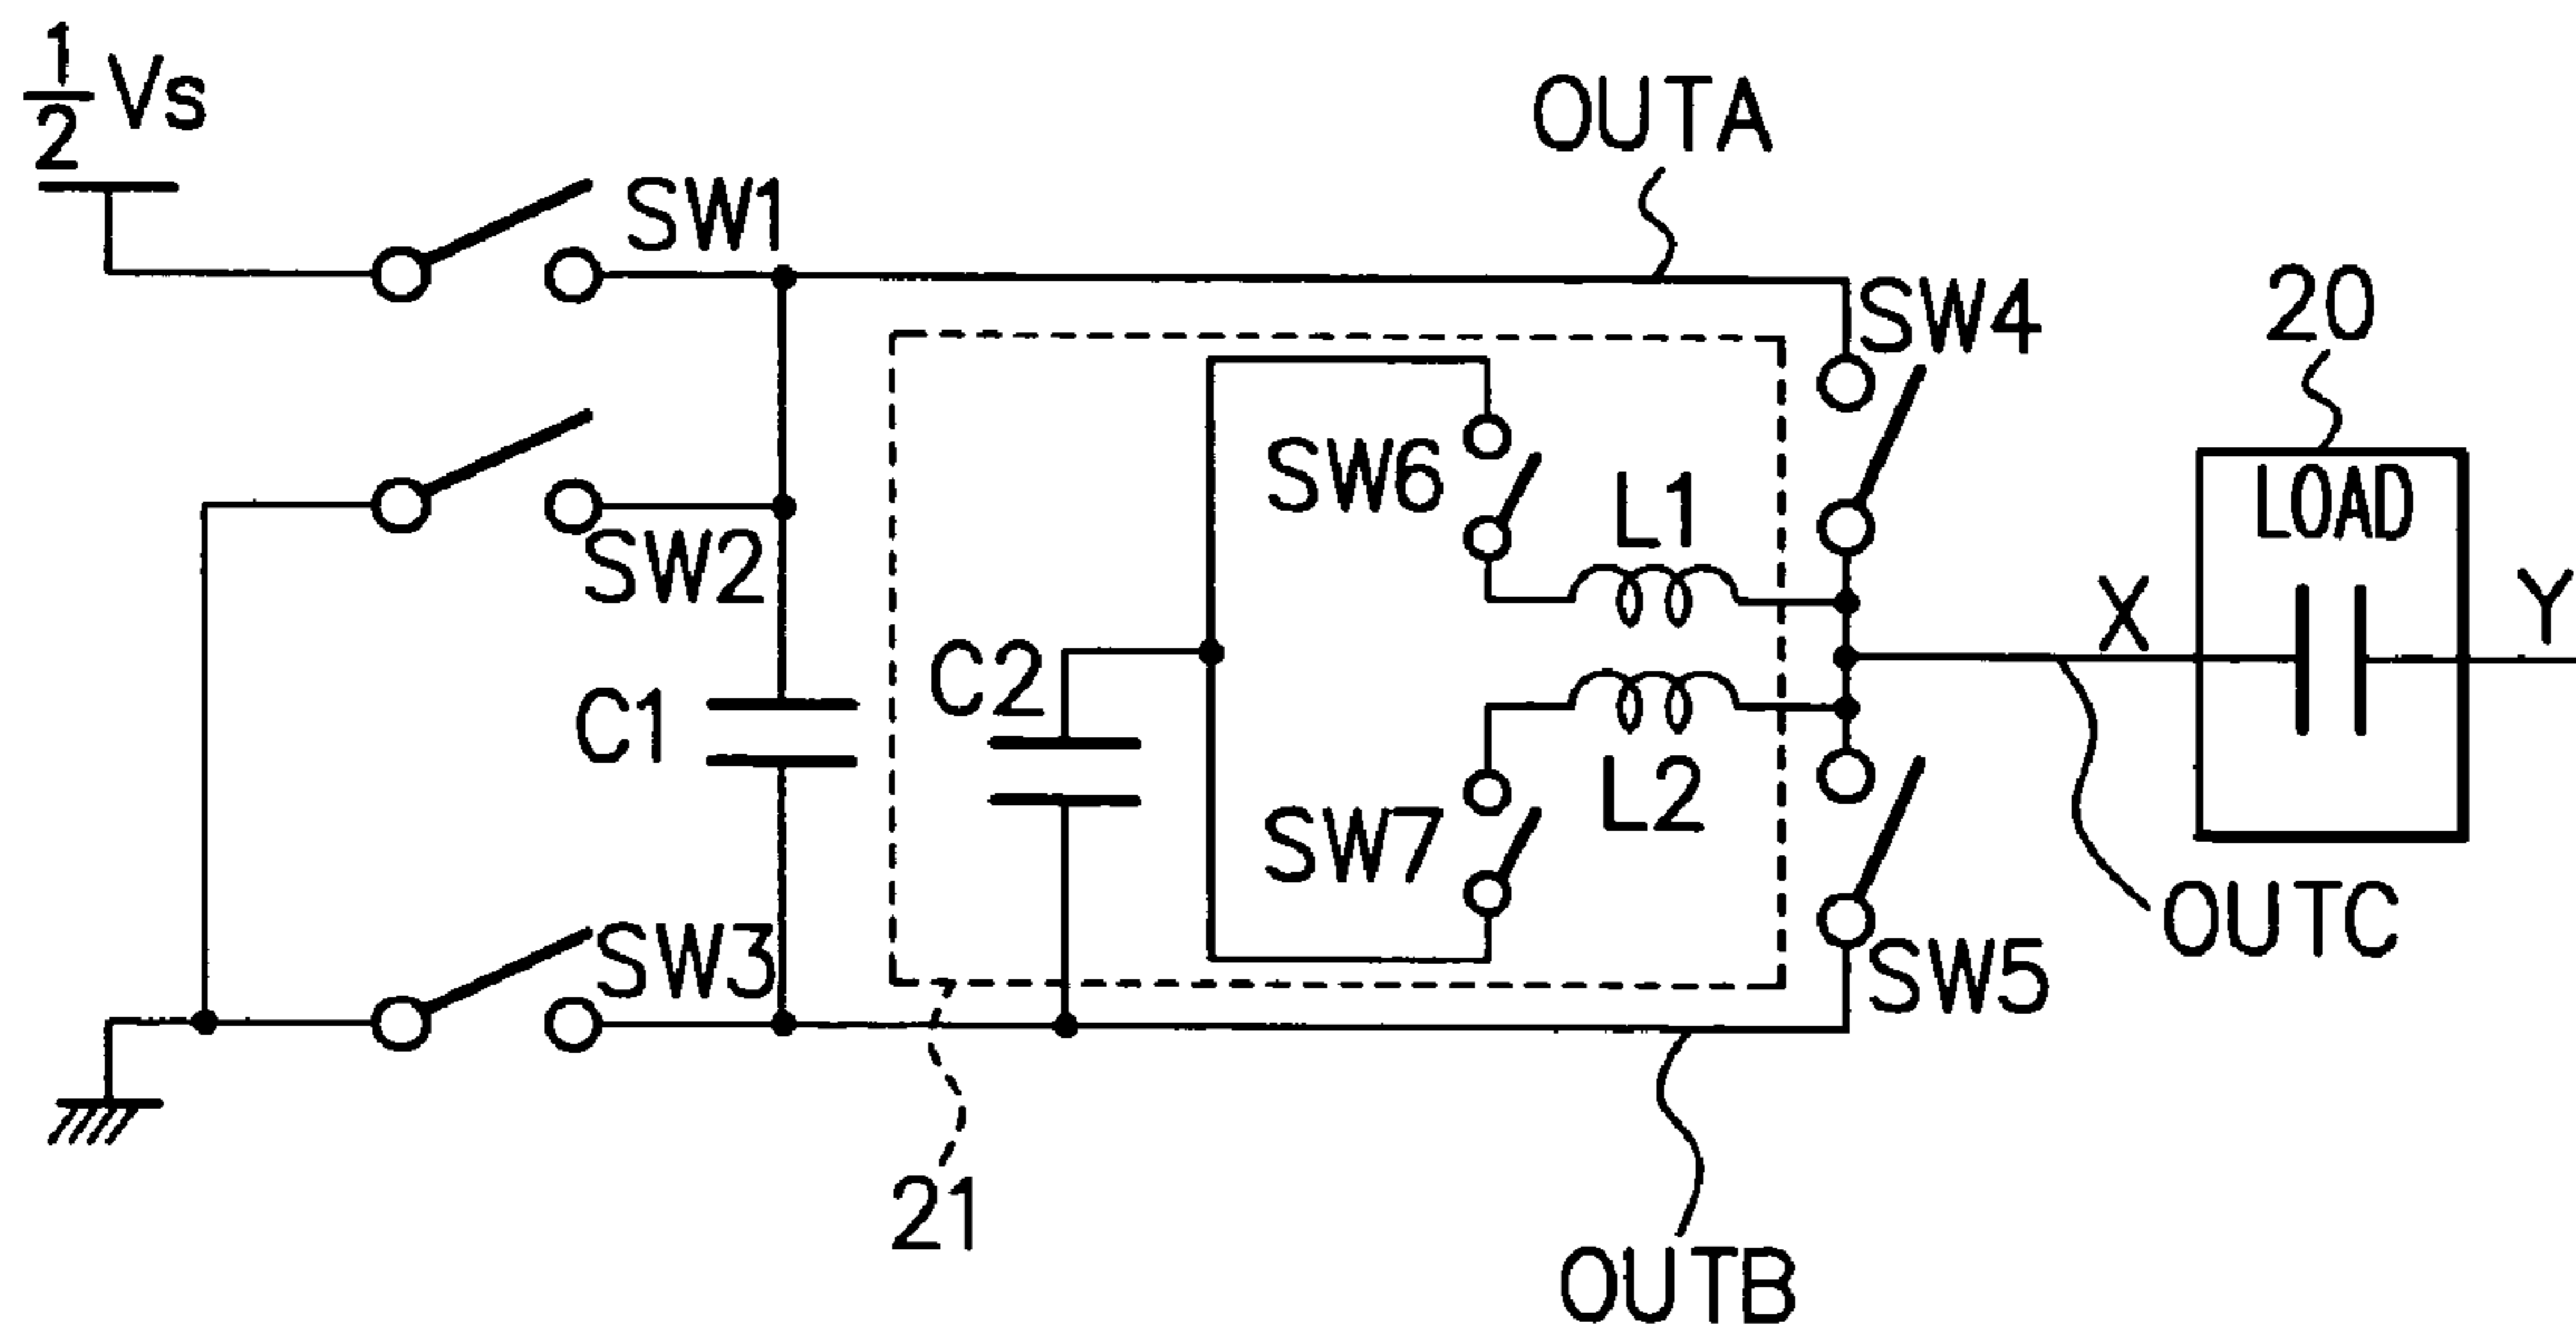 1/2 Vs
OUTA
SW1
SW4
20
LOAD
SW6
L1
SW2
X
Y
C2
C1
L2
SW7
OUTC
SW3
SW5
21
OUTB